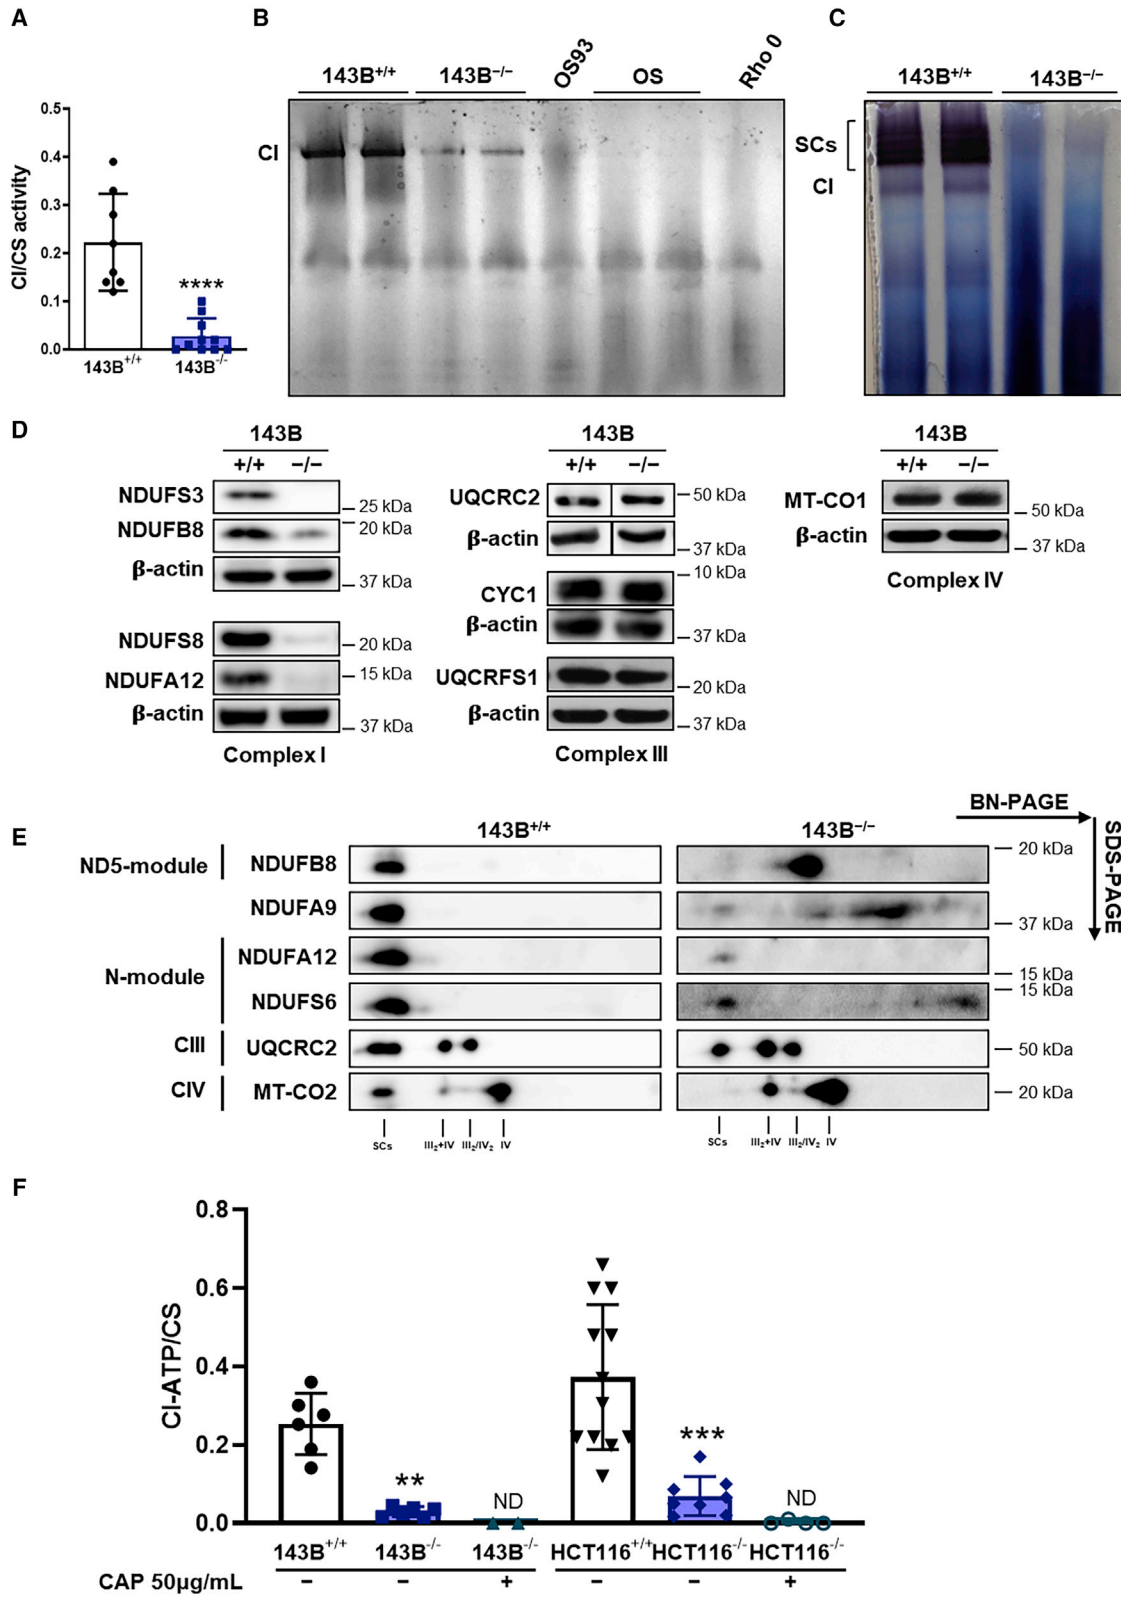 A
CI/CS activity
0.5
0.4
0.3
0.2
0.1
0.0
****
143B+/+ 143B-/-
B
143B+/+ 143B−/− OS93 OS Rho 0
CI
C
143B+/+ 143B−/−
SCs
CI
D
143B
+/+ −/−
NDUFS3
25 kDa
NDUFB8 20 kDa
β-actin
37 kDa
NDUFS8
20 kDa
NDUFA12 15 kDa
β-actin
37 kDa
Complex I
143B
+/+ −/−
UQCRC2 50 kDa
β-actin
37 kDa
10 kDa
CYC1
β-actin
37 kDa
UQCRFS1
20 kDa
β-actin
37 kDa
Complex III
143B
+/+ −/−
MT-CO1
50 kDa
β-actin
37 kDa
Complex IV
E
BN-PAGE
SDS-PAGE
143B+/+ 143B−/−
ND5-module NDUFB8 20 kDa
NDUFA9
37 kDa
N-module
NDUFA12
15 kDa
NDUFS6 15 kDa
CIII UQCRC2 50 kDa
CIV MT-CO2 20 kDa
SCs III2+IV III2/IV2 IV SCs III2+IV III2/IV2 IV
F
CI-ATP/CS
0.8
0.6
0.4
0.2
0.0
** ND *** ND
143B+/+ 143B-/- 143B-/- HCT116+/+ HCT116-/- HCT116-/-
CAP 50µg/mL − − + − − +